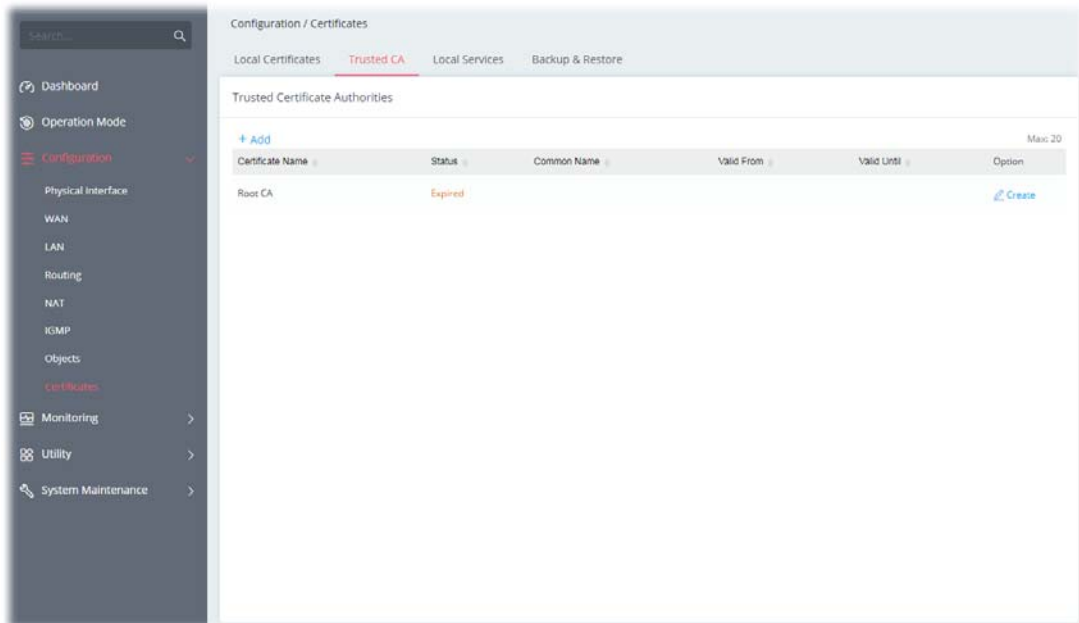 Search...
Dashboard
Operation Mode
Configuration
Physical Interface
WAN
LAN
Routing
NAT
IGMP
Objects
Certificates
Monitoring
Utility
System Maintenance
Configuration / Certificates
Local Certificates Trusted CA Local Services Backup & Restore
Trusted Certificate Authorities
+ Add Max: 20
Certificate Name Status Common Name Valid From Valid Until Option
Root CA Expired Create